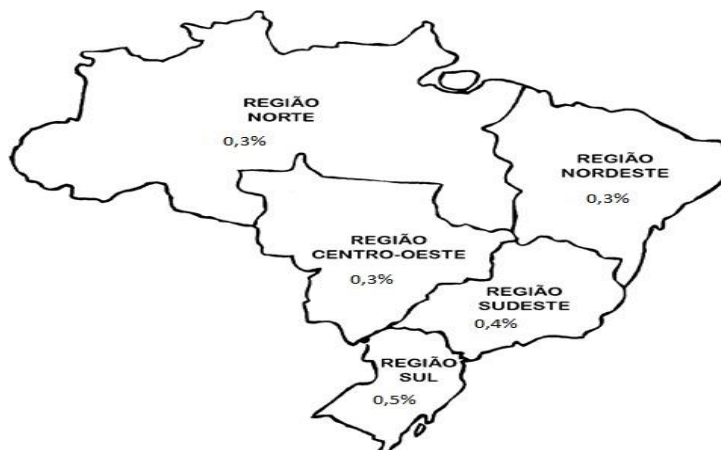 REGIÃO
NORTE
0,3%
REGIÃO
NORDESTE
0,3%
REGIÃO
CENTRO-OESTE
0,3%
REGIÃO
SUDESTE
0,4%
REGIÃO
SUL
0,5%